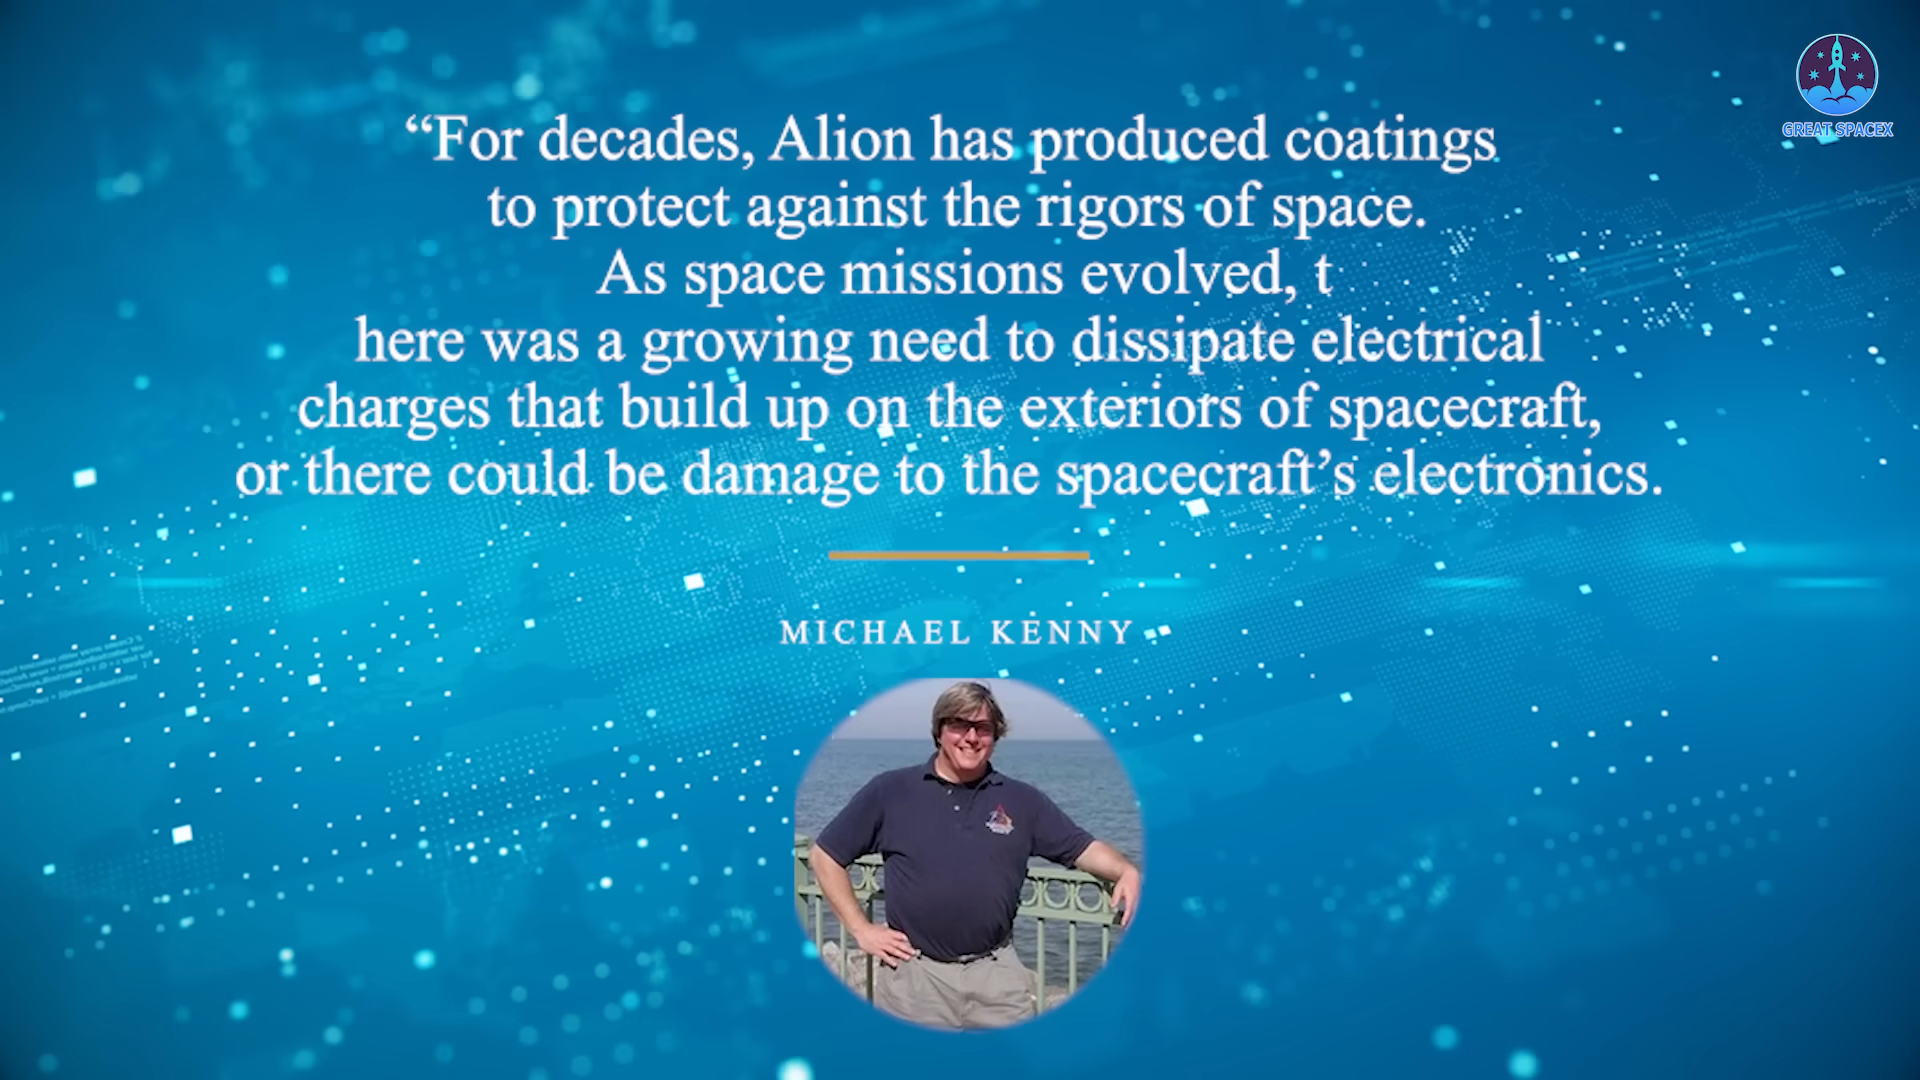 “For decades, Alion has produced coatings
to protect against the rigors of space.
As space missions evolved, t
here was a growing need to dissipate electrical
charges that build up on the exteriors of spacecraft,
or there could be damage to the spacecraft’s electronics.
MICHAEL KENNY
GREAT SPACEX